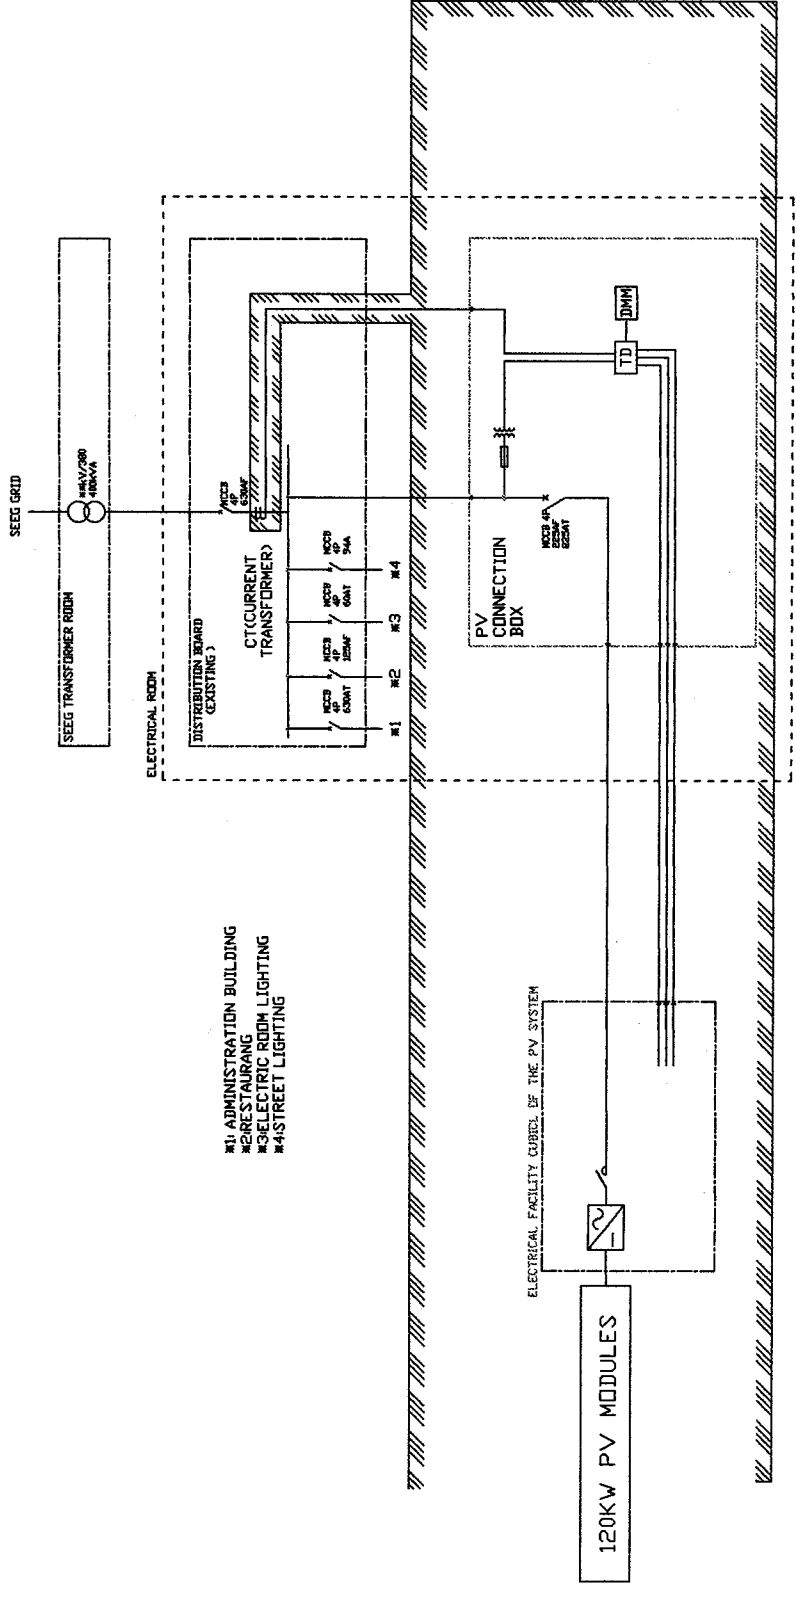 SEEG GRID
SEEG TRANSFORMER ROOM
400kVA
ELECTRICAL ROOM
DISTRIBUTION BOARD
(EXISTING )
MCCB
4P
630AF
CT(CURRENT
TRANSFORMER)
MCCB
4P
630AT
MCCB
4P
125AF
MCCB
4P
60AT
MCCB
4P
※1
※2
※3
※4
PV
CONNECTION
BOX
MCCB 4P
225AF
225AT
TD
DMM
※1: ADMINISTRATION BUILDING
※2:RESTAURANG
※3:ELECTRIC ROOM LIGHTING
※4:STREET LIGHTING
ELECTRICAL FACILITY CUBICL OF THE PV SYSTEM
120KW PV MODULES